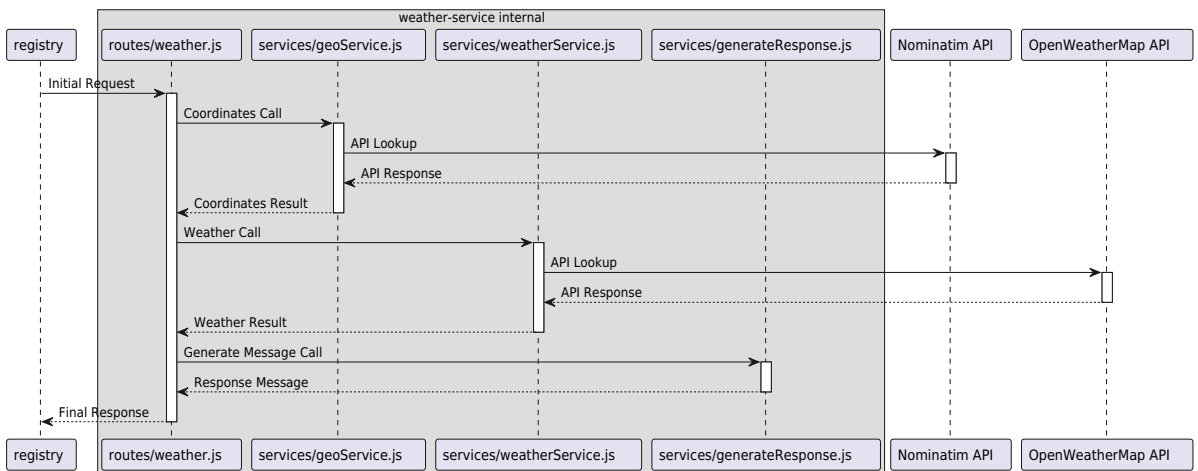 weather-service internal
registry
routes/weather.js
services/geoService.js
services/weatherService.js
services/generateResponse.js
Nominatim API
OpenWeatherMap API
Initial Request
Coordinates Call
API Lookup
API Response
Coordinates Result
Weather Call
API Lookup
API Response
Weather Result
Generate Message Call
Response Message
Final Response
registry
routes/weather.js
services/geoService.js
services/weatherService.js
services/generateResponse.js
Nominatim API
OpenWeatherMap API